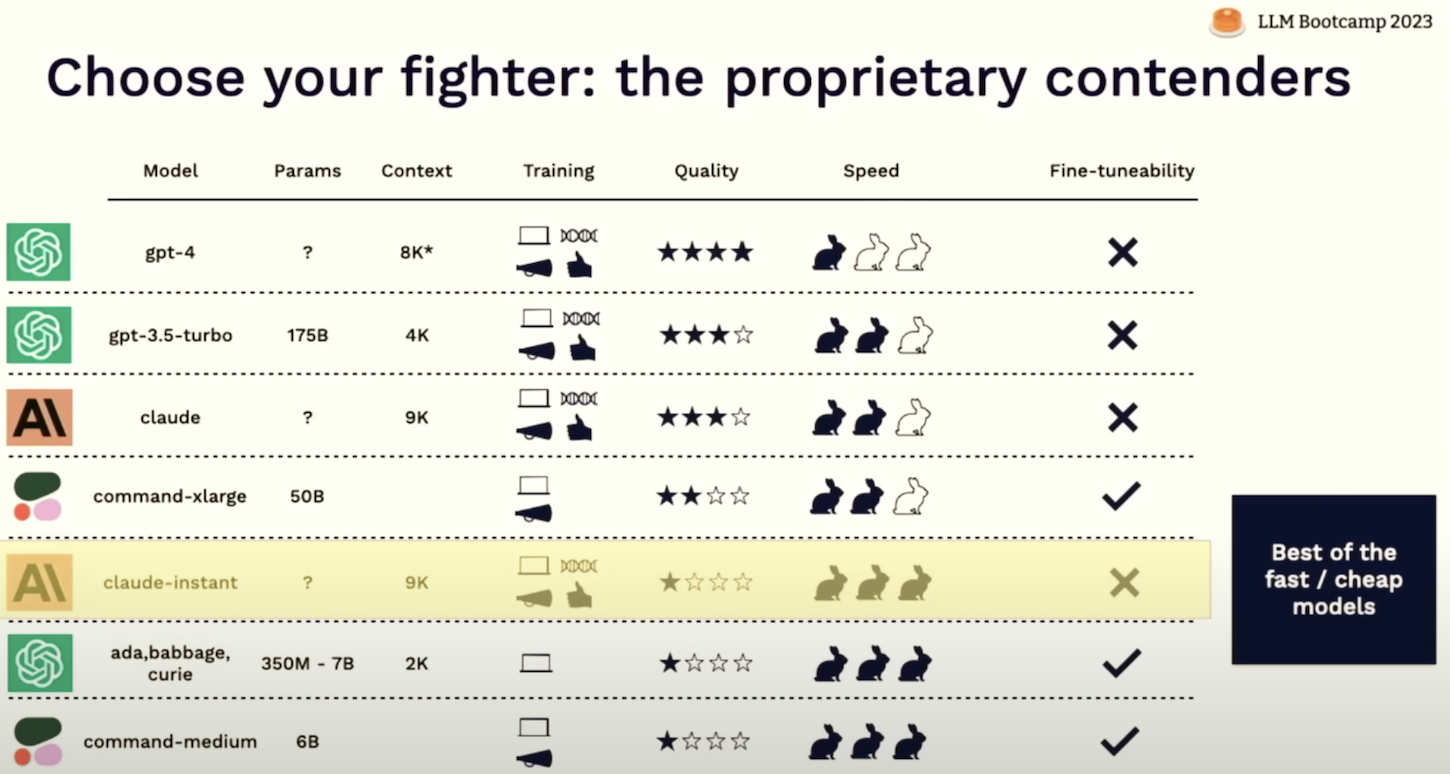 LLM Bootcamp 2023
Choose your fighter: the proprietary contenders
Model Params Context Training Quality Speed Fine-tuneability
gpt-4 ? 8K*
gpt-3.5-turbo 175B 4K
claude ? 9K
command-xlarge 50B
claude-instant ? 9K
Best of the
fast / cheap
models
ada,babbage,
curie
350M - 7B 2K
command-medium 6B